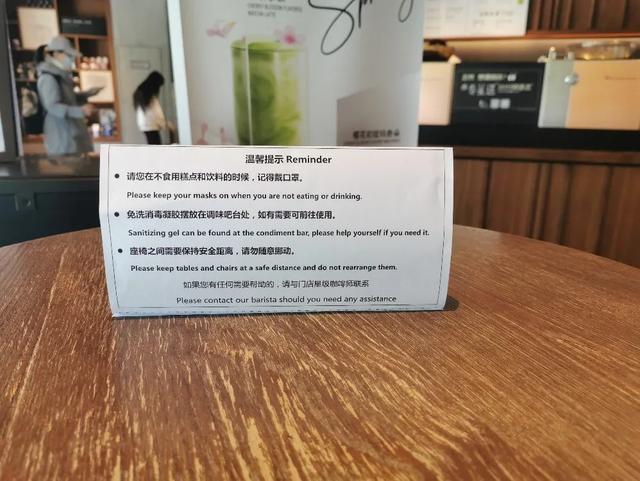 CHERRY BLOSSOM FLAVORED
MATCHA LATTE
温馨提示 Reminder
● 请您在不食用糕点和饮料的时候，记得戴口罩。
Please keep your masks on when you are not eating or drinking.
● 免洗消毒凝胶摆放在调味吧台处，如有需要可前往使用。
Sanitizing gel can be found at the condiment bar, please help yourself if you need it.
● 座椅之间需要保持安全距离，请勿随意挪动。
Please keep tables and chairs at a safe distance and do not rearrange them.
如果您有任何需要帮助的，请与门店星级咖啡师联系
Please contact our barista should you need any assistance